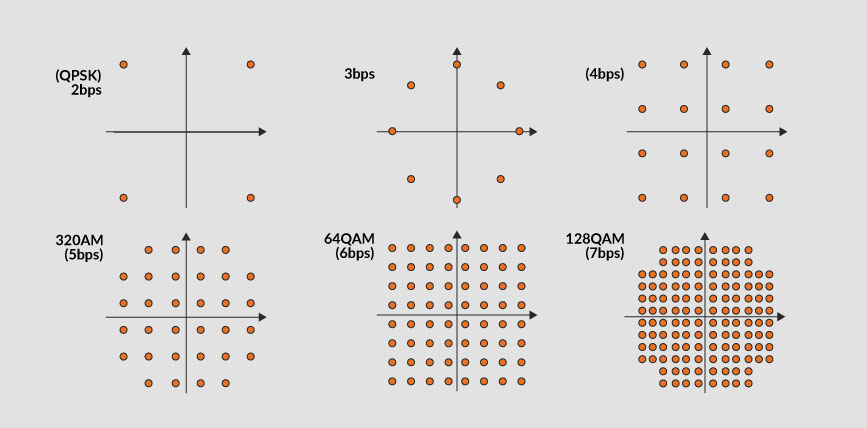 (QPSK)
2bps
3bps
(4bps)
320AM
(5bps)
64QAM
(6bps)
128QAM
(7bps)